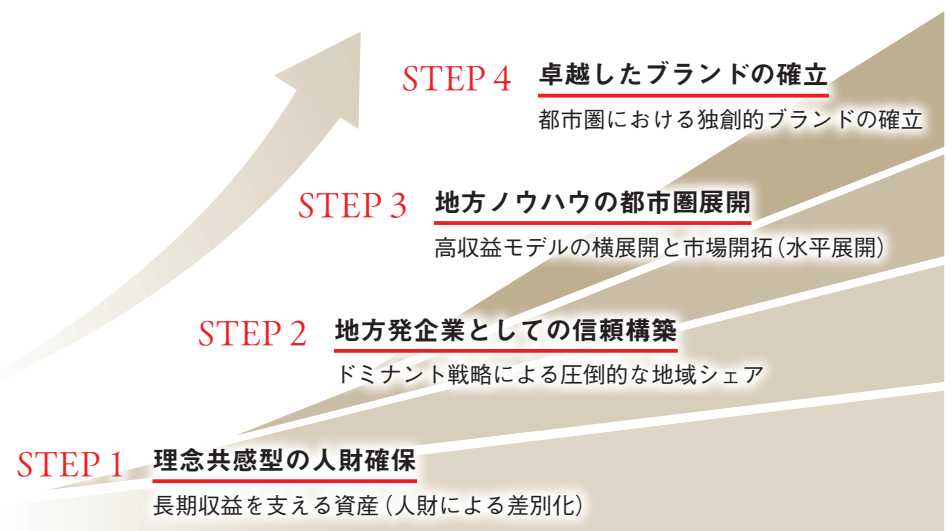 STEP 4 卓越したブランドの確立
都市圏における独創的ブランドの確立
STEP 3 地方ノウハウの都市圏展開
高収益モデルの横展開と市場開拓(水平展開)
STEP 2 地方発企業としての信頼構築
ドミナント戦略による圧倒的な地域シェア
STEP 1 理念共感型の人財確保
長期収益を支える資産(人財による差別化)